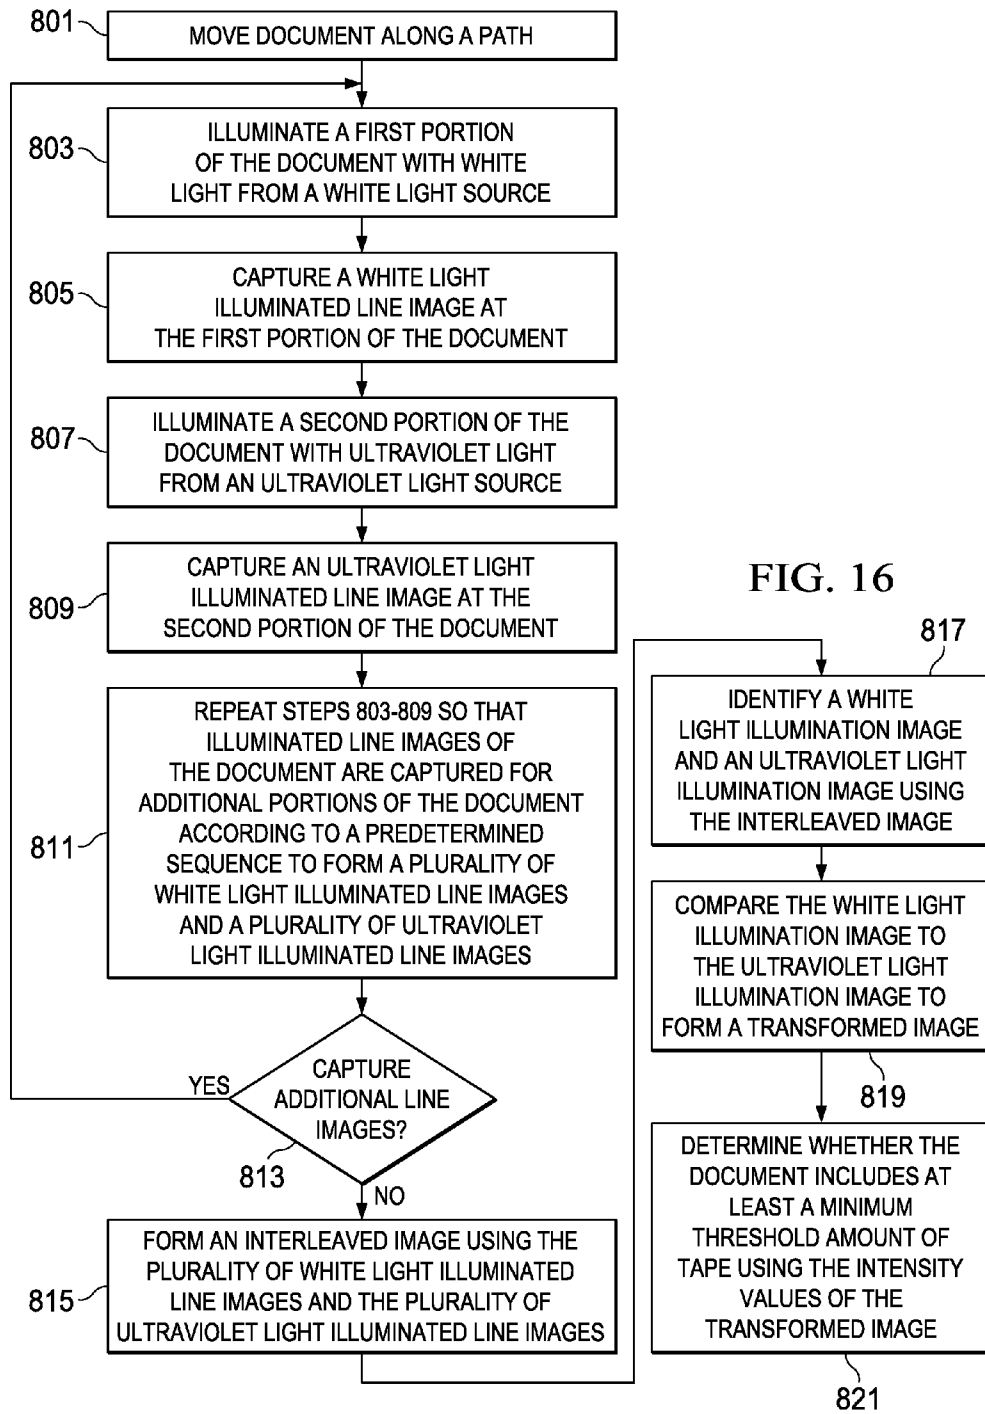 801
MOVE DOCUMENT ALONG A PATH
803
ILLUMINATE A FIRST PORTION
OF THE DOCUMENT WITH WHITE
LIGHT FROM A WHITE LIGHT SOURCE
805
CAPTURE A WHITE LIGHT
ILLUMINATED LINE IMAGE AT
THE FIRST PORTION OF THE DOCUMENT
807
ILLUMINATE A SECOND PORTION OF THE
DOCUMENT WITH ULTRAVIOLET LIGHT
FROM AN ULTRAVIOLET LIGHT SOURCE
809
CAPTURE AN ULTRAVIOLET LIGHT
ILLUMINATED LINE IMAGE AT THE
SECOND PORTION OF THE DOCUMENT
811
REPEAT STEPS 803-809 SO THAT
ILLUMINATED LINE IMAGES OF
THE DOCUMENT ARE CAPTURED FOR
ADDITIONAL PORTIONS OF THE DOCUMENT
ACCORDING TO A PREDETERMINED
SEQUENCE TO FORM A PLURALITY OF
WHITE LIGHT ILLUMINATED LINE IMAGES
AND A PLURALITY OF ULTRAVIOLET
LIGHT ILLUMINATED LINE IMAGES
YES
CAPTURE
ADDITIONAL LINE
IMAGES?
813
NO
815
FORM AN INTERLEAVED IMAGE USING THE
PLURALITY OF WHITE LIGHT ILLUMINATED
LINE IMAGES AND THE PLURALITY OF
ULTRAVIOLET LIGHT ILLUMINATED LINE IMAGES
FIG. 16
817
IDENTIFY A WHITE
LIGHT ILLUMINATION IMAGE
AND AN ULTRAVIOLET LIGHT
ILLUMINATION IMAGE USING
THE INTERLEAVED IMAGE
COMPARE THE WHITE LIGHT
ILLUMINATION IMAGE TO
THE ULTRAVIOLET LIGHT
ILLUMINATION IMAGE TO
FORM A TRANSFORMED IMAGE
819
DETERMINE WHETHER THE
DOCUMENT INCLUDES AT
LEAST A MINIMUM
THRESHOLD AMOUNT OF
TAPE USING THE INTENSITY
VALUES OF THE
TRANSFORMED IMAGE
821